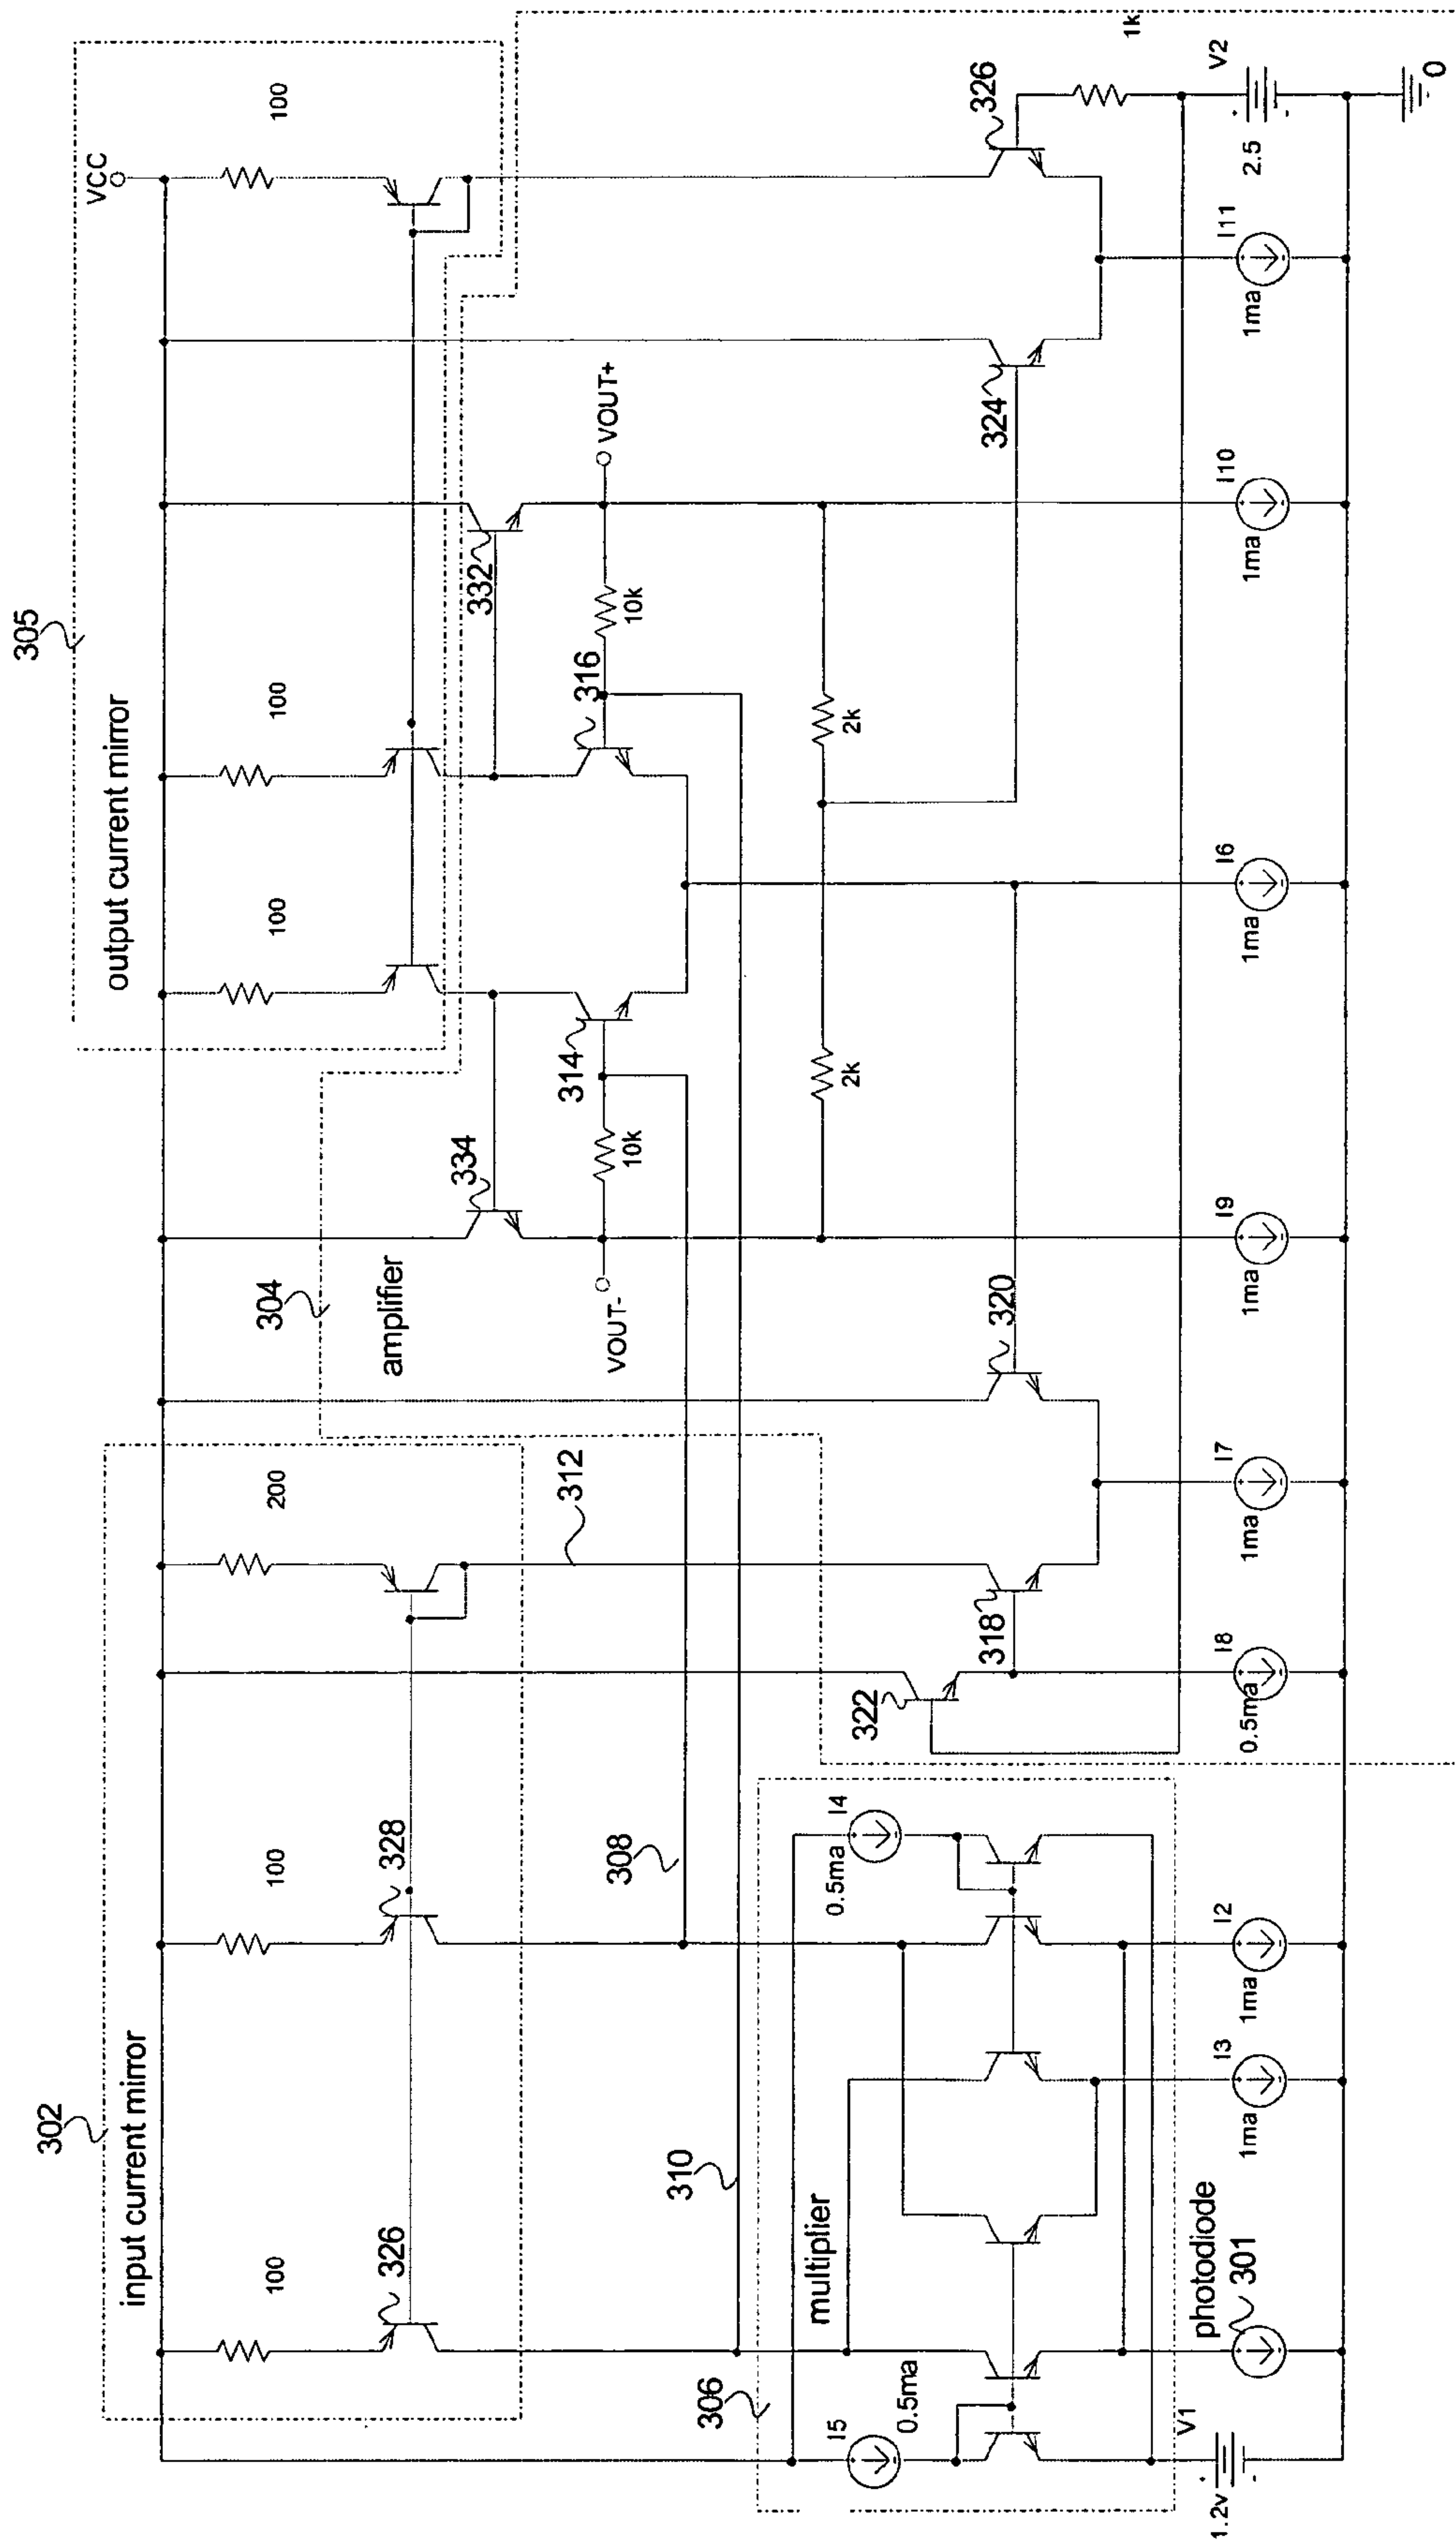 305
output current mirror
VCC
100
100
100
332
VOUT+
316
10k
314
10k
334
VOUT-
304
amplifier
2k
2k
324
326
1k
V2
2.5
0
I11
1ma
I10
1ma
I6
1ma
I9
1ma
320
302
input current mirror
200
100
100
328
326
312
308
310
318
322
I7
1ma
I8
0.5ma
306
multiplier
I4
0.5ma
I5
0.5ma
I2
1ma
I3
1ma
photodiode
301
V1
1.2v